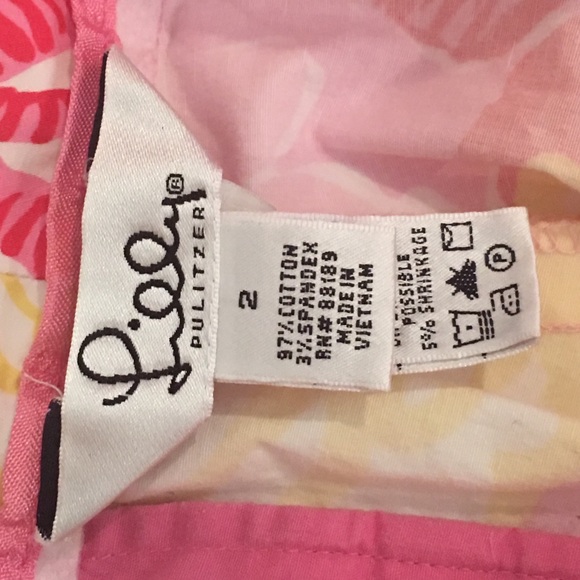 Lilly®
PULITZER
2
97% COTTON
3% SPANDEX
RN# 88189
MADE IN
VIETNAM
POSSIBLE
5% SHRINKAGE
P